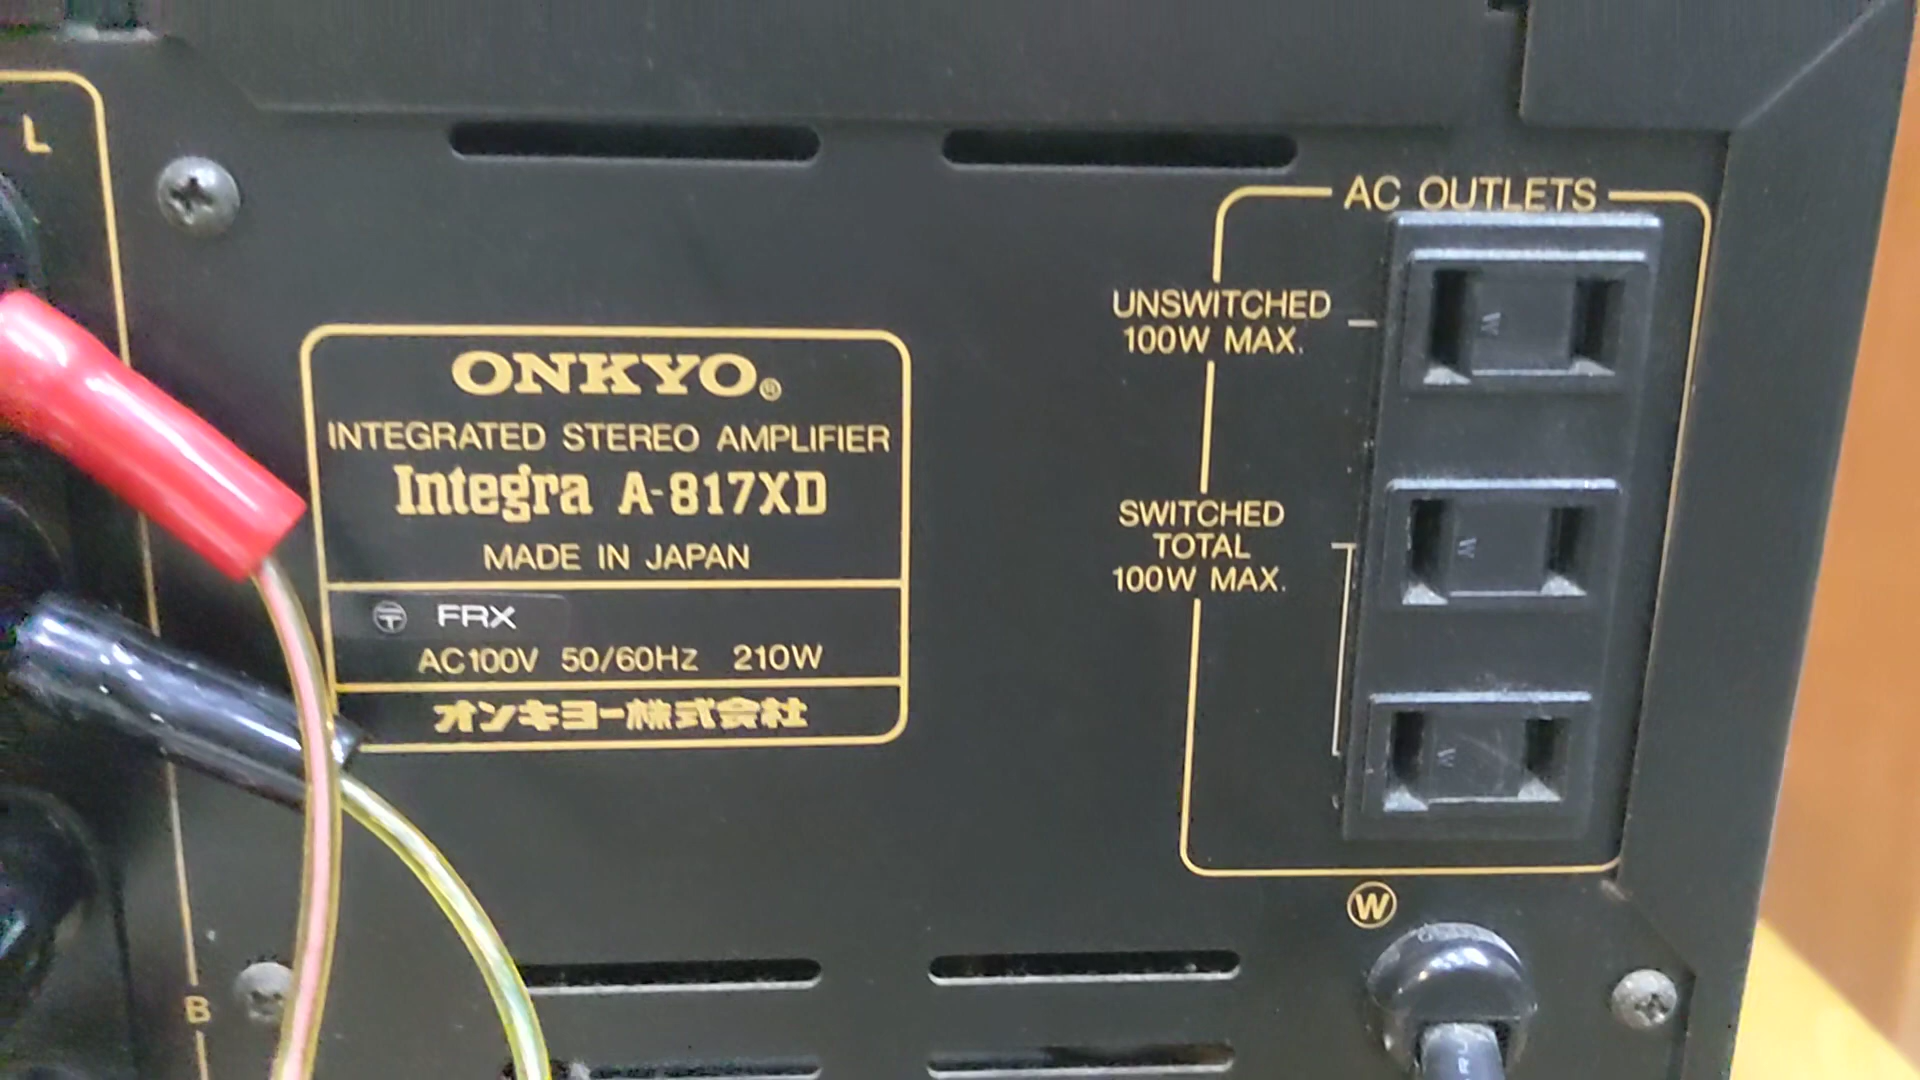 L
ONKYO®
INTEGRATED STEREO AMPLIFIER
Integra A-817XD
MADE IN JAPAN
〒 FRX
AC100V 50/60Hz 210W
オンキヨー株式会社
AC OUTLETS
UNSWITCHED
100W MAX.
SWITCHED
TOTAL
100W MAX.
W
W
W
W
B